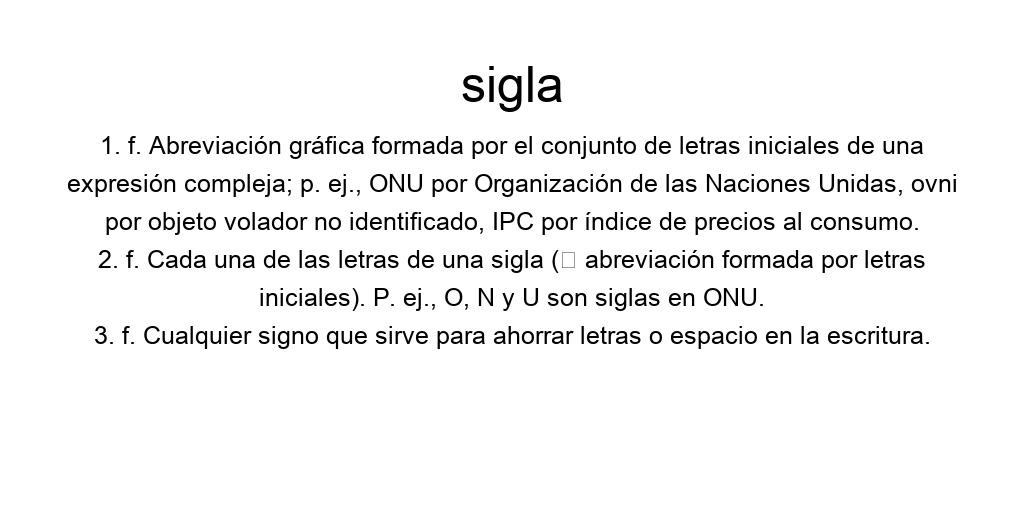 sigla
1. f. Abreviación gráfica formada por el conjunto de letras iniciales de una
expresión compleja; p. ej., ONU por Organización de las Naciones Unidas, ovni
por objeto volador no identificado, IPC por índice de precios al consumo.
2. f. Cada una de las letras de una sigla (□ abreviación formada por letras
iniciales). P. ej., O, N y U son siglas en ONU.
3. f. Cualquier signo que sirve para ahorrar letras o espacio en la escritura.